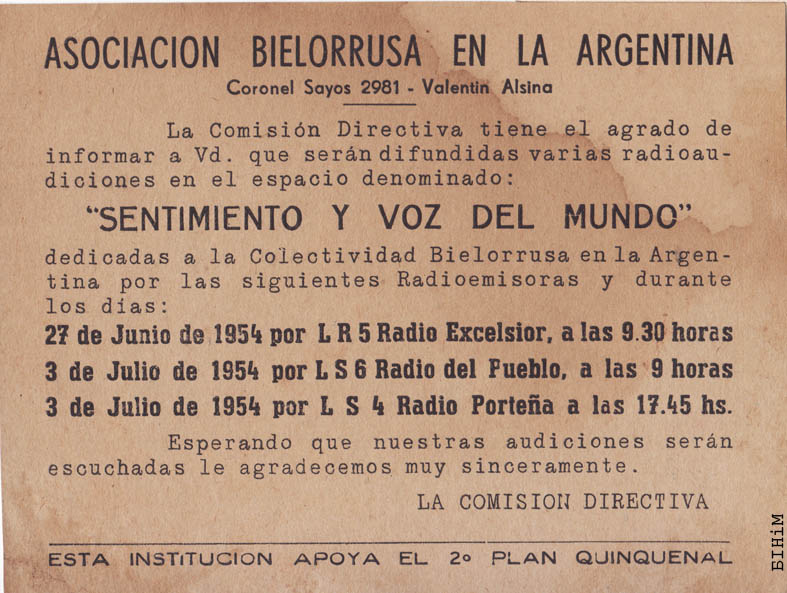 ASOCIACION BIELORRUSA EN LA ARGENTINA
Coronel Sayos 2981 - Valentin Alsina
La Comisión Directiva tiene el agrado de
informar a Vd. que serán difundidas varias radioau-
diciones en el espacio denominado:
"SENTIMIENTO Y VOZ DEL MUNDO"
dedicadas a la Colectividad Bielorrusa en la Argen-
tina por las siguientes Radioemisoras y durante
los días:
27 de Junio de 1954 por L R 5 Radio Excelsior, a las 9.30 horas
3 de Julio de 1954 por L S 6 Radio del Pueblo, a las 9 horas
3 de Julio de 1954 por L S 4 Radio Porteña a las 17.45 hs.
Esperando que nuestras audiciones serán
escuchadas le agradecemos muy sinceramente.
LA COMISION DIRECTIVA
ESTA INSTITUCION APOYA EL 2º PLAN QUINQUENAL
БІНіМ